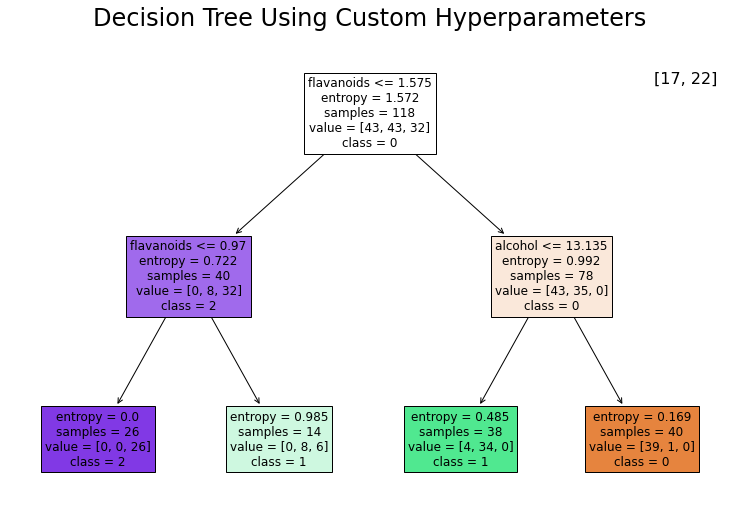 Decision Tree Using Custom Hyperparameters
[17, 22]
flavanoids <= 1.575
entropy = 1.572
samples = 118
value = [43, 43, 32]
class = 0
flavanoids <= 0.97
entropy = 0.722
samples = 40
value = [0, 8, 32]
class = 2
alcohol <= 13.135
entropy = 0.992
samples = 78
value = [43, 35, 0]
class = 0
entropy = 0.0
samples = 26
value = [0, 0, 26]
class = 2
entropy = 0.985
samples = 14
value = [0, 8, 6]
class = 1
entropy = 0.485
samples = 38
value = [4, 34, 0]
class = 1
entropy = 0.169
samples = 40
value = [39, 1, 0]
class = 0